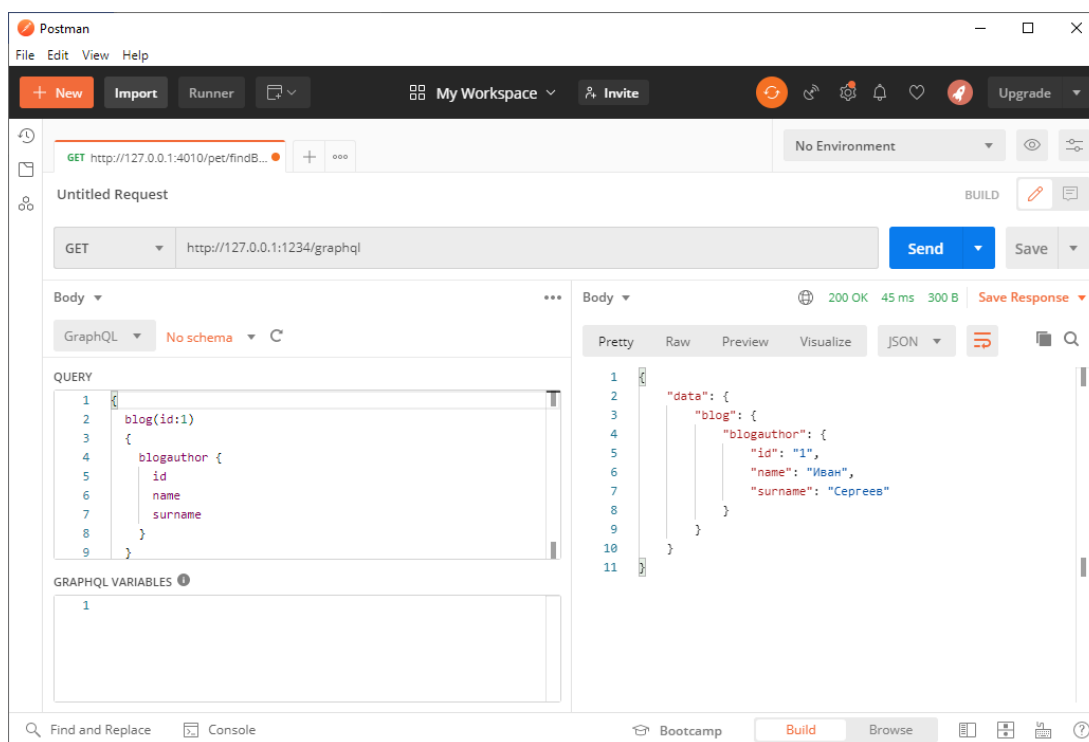 Postman
File Edit View Help
+ New Import Runner My Workspace Invite Upgrade
GET http://127.0.0.1:4010/pet/findB... + ooo No Environment
Untitled Request BUILD
GET http://127.0.0.1:1234/graphql Send Save
Body ••• Body 200 OK 45 ms 300 B Save Response
GraphQL No schema
Pretty Raw Preview Visualize JSON
QUERY
1 {
2 blog(id:1)
3 {
4 blogauthor {
5 id
6 name
7 surname
8 }
9 }
GRAPHQL VARIABLES
1
1 {
2 "data": {
3 "blog": {
4 "blogauthor": {
5 "id": "1",
6 "name": "Иван",
7 "surname": "Сергеев"
8 }
9 }
10 }
11 }
Find and Replace Console Bootcamp Build Browse